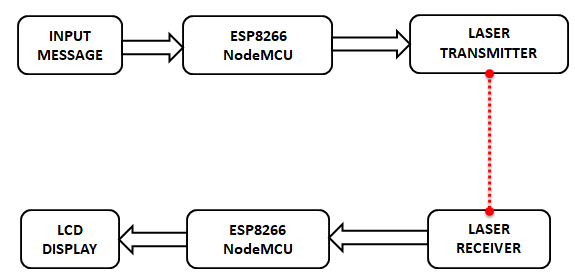 INPUT
MESSAGE
ESP8266
NodeMCU
LASER
TRANSMITTER
LCD
DISPLAY
ESP8266
NodeMCU
LASER
RECEIVER